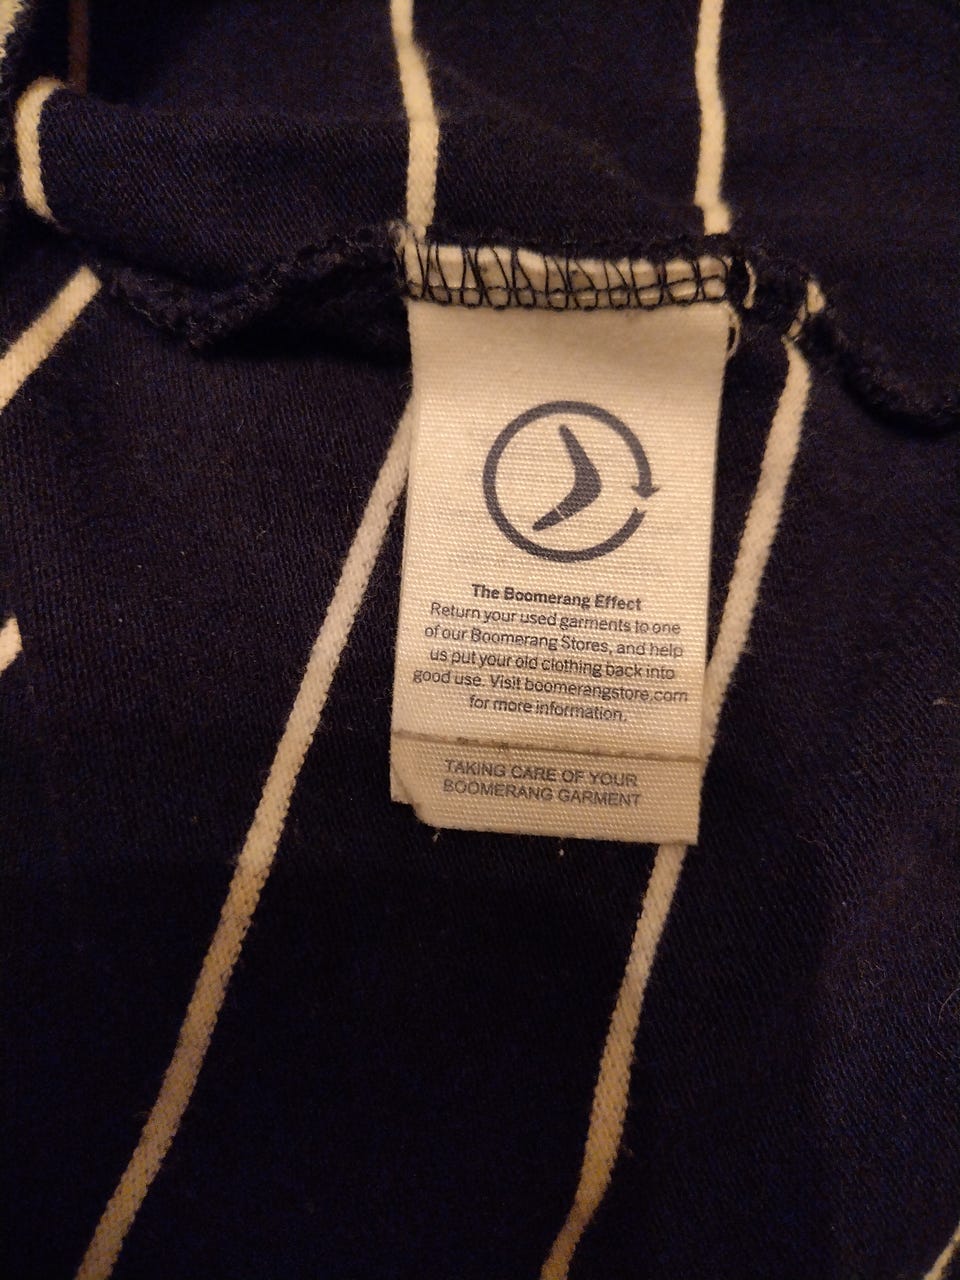 The Boomerang Effect
Return your used garments to one
of our Boomerang Stores, and help
us put your old clothing back into
good use. Visit boomerangstore.com
for more information.
TAKING CARE OF YOUR
BOOMERANG GARMENT